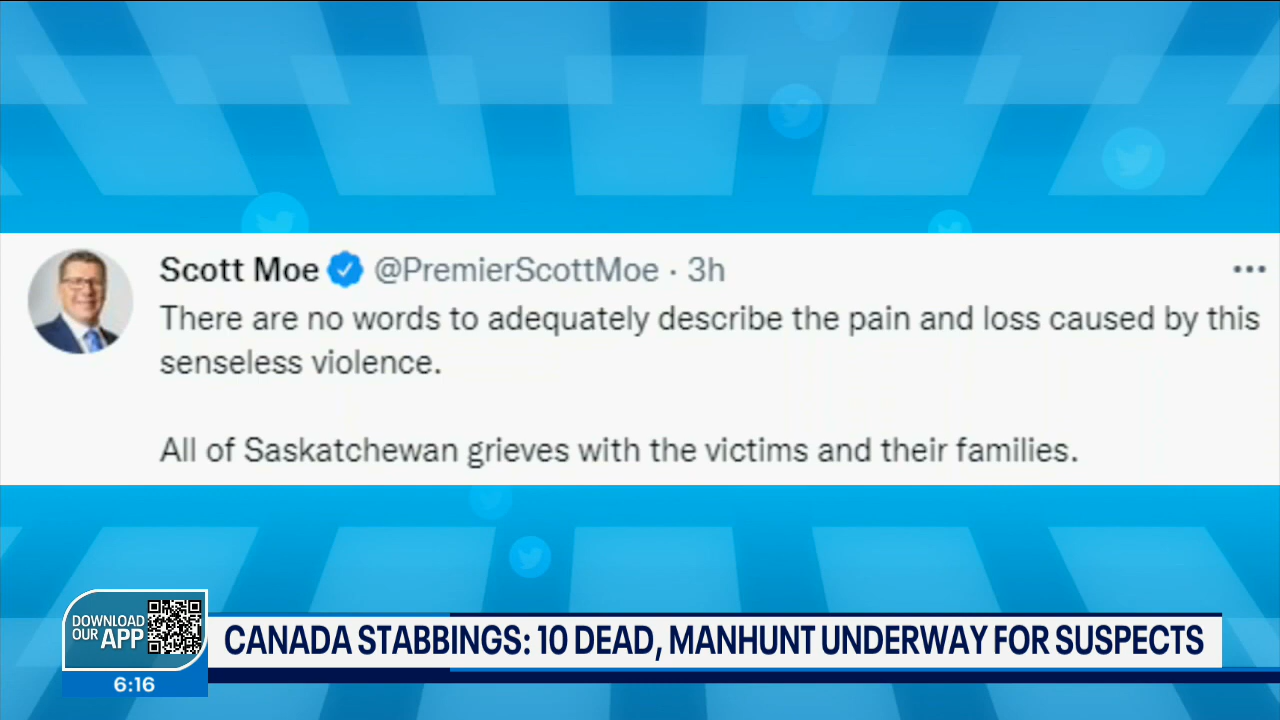 Scott Moe @PremierScottMoe · 3h
There are no words to adequately describe the pain and loss caused by this
senseless violence.
All of Saskatchewan grieves with the victims and their families.
DOWNLOAD
OUR APP
CANADA STABBINGS: 10 DEAD, MANHUNT UNDERWAY FOR SUSPECTS
6:16